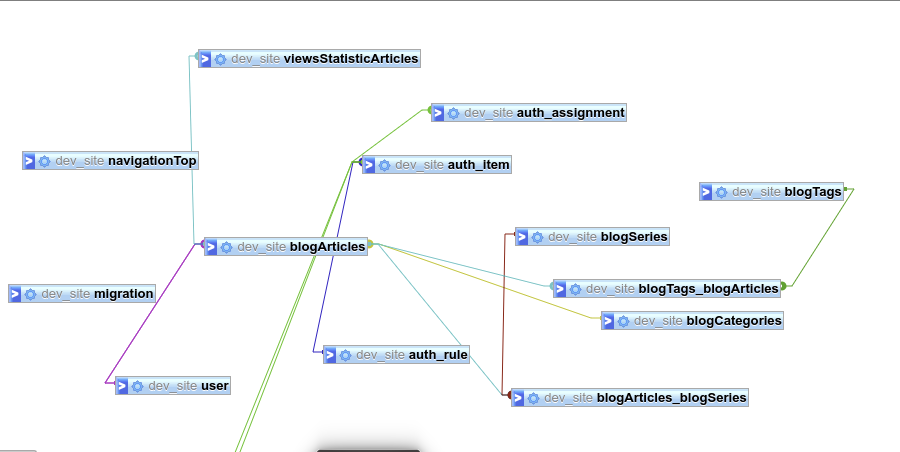 dev_site viewsStatisticArticles
dev_site auth_assignment
dev_site navigationTop
dev_site auth_item
dev_site blogTags
dev_site blogSeries
dev_site blogArticles
dev_site blogTags_blogArticles
dev_site migration
dev_site blogCategories
dev_site auth_rule
dev_site user
dev_site blogArticles_blogSeries